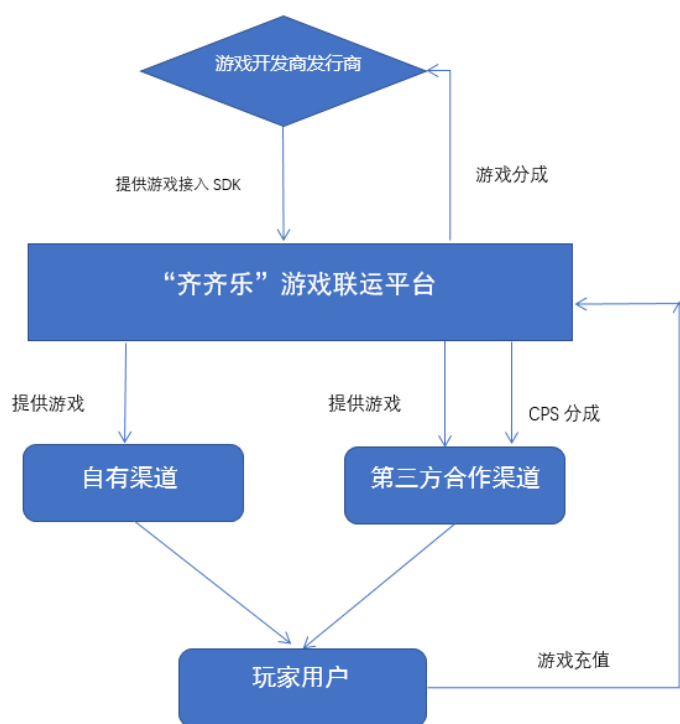 游戏开发商发行商
游戏分成
提供游戏接入 SDK
“齐齐乐”游戏联运平台
提供游戏
提供游戏
CPS 分成
自有渠道
第三方合作渠道
游戏充值
玩家用户